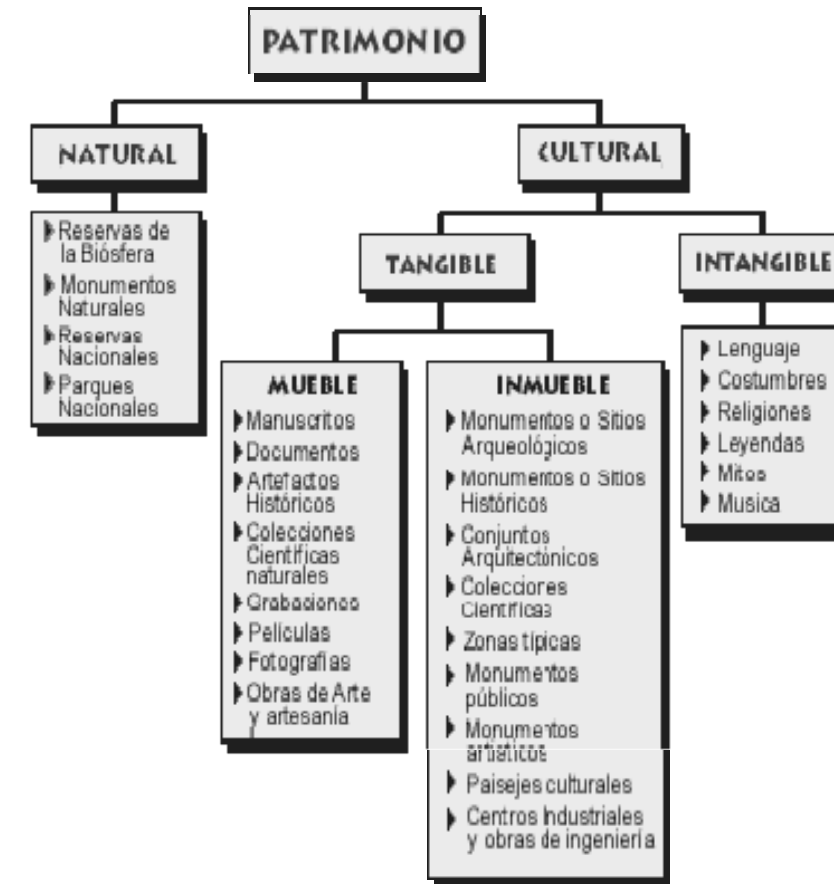 PATRIMONIO
NATURAL
Reservas de
la Biósfera
Monumentos
Naturales
Reservas
Nacionales
Parques
Nacionales
CULTURAL
TANGIBLE
MUEBLE
Manuscritos
Documentos
Artefactos
Históricos
Colecciones
Científicas
naturales
Grabaciones
Películas
Fotografías
Obras de Arte
y artesanía
INMUEBLE
Monumentos o Sitios
Arqueológicos
Monumentos o Sitios
Históricos
Conjuntos
Arquitectónicos
Colecciones
Científicas
Zonas típicas
Monumentos
públicos
Monumentos
artísticos
Paisejes culturales
Centros Industriales
y obras de ingeniería
INTANGIBLE
Lenguaje
Costumbres
Religiones
Leyendas
Mitos
Musica